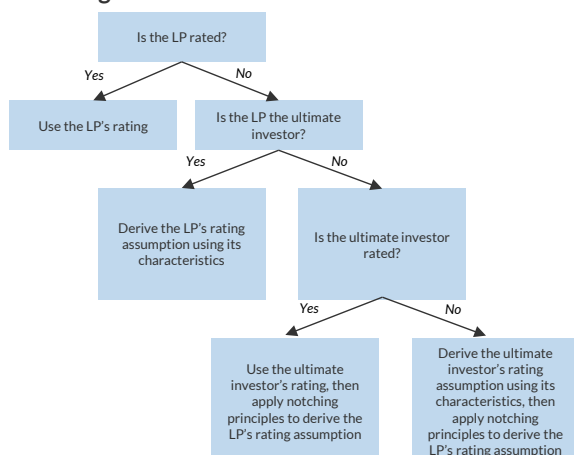 Is the LP rated?
Yes
No
Use the LP's rating
Is the LP the ultimate
investor?
Yes
No
Derive the LP's rating
assumption using its
characteristics
Is the ultimate investor
rated?
Yes
No
Use the ultimate
investor's rating, then
apply notching
principles to derive the
LP's rating assumption
Derive the ultimate
investor's rating
assumption using its
characteristics, then
apply notching
principles to derive the
LP's rating assumption